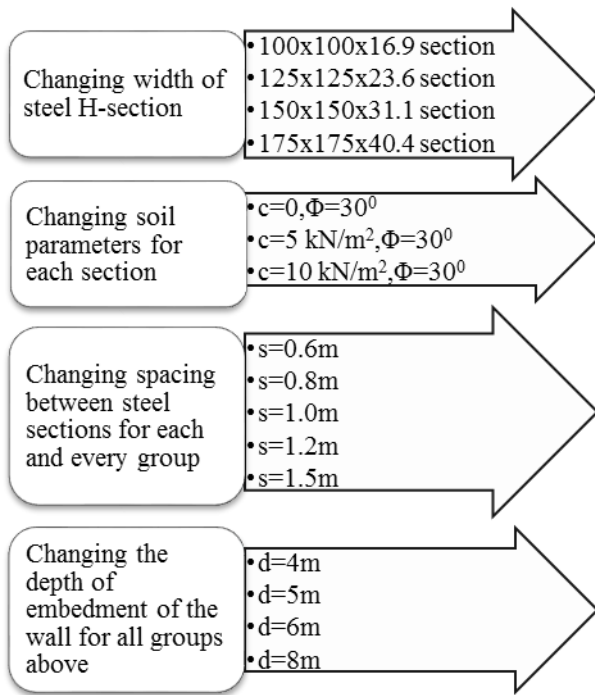 Changing width of
steel H-section
• 100x100x16.9 section
• 125x125x23.6 section
• 150x150x31.1 section
• 175x175x40.4 section
Changing soil
parameters for
each section
• c=0,Φ=30⁰
• c=5 kN/m²,Φ=30⁰
• c=10 kN/m²,Φ=30⁰
Changing spacing
between steel
sections for each
and every group
• s=0.6m
• s=0.8m
• s=1.0m
• s=1.2m
• s=1.5m
Changing the
depth of
embedment of the
wall for all groups
above
• d=4m
• d=5m
• d=6m
• d=8m